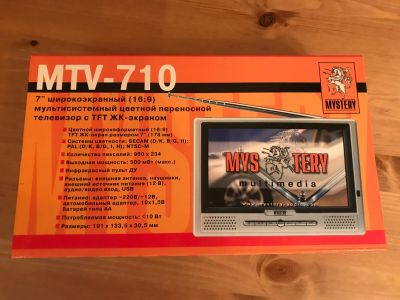 MTV-710
7" широкоэкранный (16:9)
мультисистемный цветной переносной
телевизор с TFT ЖК-экраном
MYSTERY
Цветной широкоформатный (16:9)
TFT ЖК-экран размером 7" (178 мм)
Системы цветности: SECAM (D/K, B/G, H);
PAL (D/K, B/G, I, H); NTSC-M
Количество пикселей: 960 x 234
Выходная мощность: 500 мВт (макс.)
Инфракрасный пульт ДУ
Разъемы: внешняя антенна, наушники,
внешний источник питания (12 В),
аудио/видео вход, USB
Питание: адаптер ~220В/=12В,
автомобильный адаптер, 10x1,5В
батарей типа АА
Потребляемая мощность: <10 Вт
Размеры: 191 x 133,6 x 30,5 мм
MYSTERY
multimedia
MYSTERY